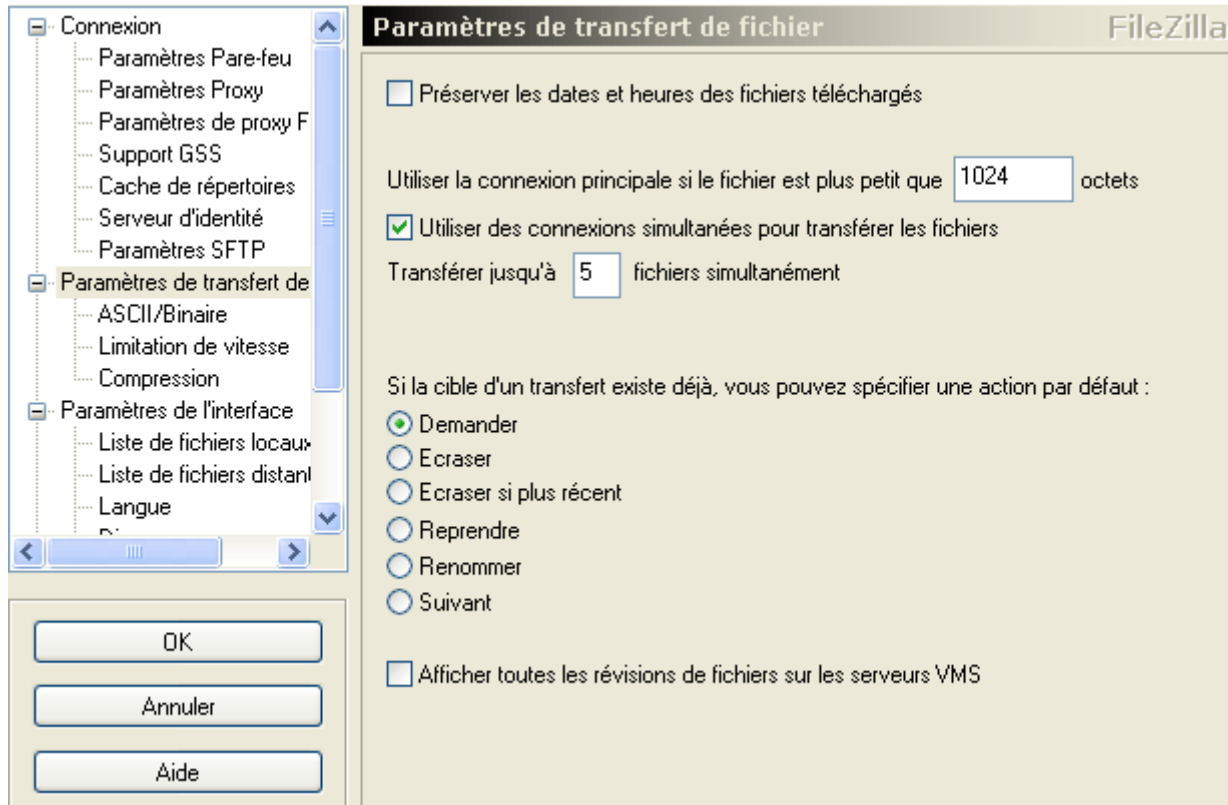 Connexion
Paramètres Pare-feu
Paramètres Proxy
Paramètres de proxy F
Support GSS
Cache de répertoires
Serveur d'identité
Paramètres SFTP
Paramètres de transfert de
ASCII/Binaire
Limitation de vitesse
Compression
Paramètres de l'interface
Liste de fichiers locaux
Liste de fichiers distant
Langue
OK
Annuler
Aide
Paramètres de transfert de fichier
FileZilla
Préserver les dates et heures des fichiers téléchargés
Utiliser la connexion principale si le fichier est plus petit que 1024 octets
Utiliser des connexions simultanées pour transférer les fichiers
Transférer jusqu'à 5 fichiers simultanément
Si la cible d'un transfert existe déjà, vous pouvez spécifier une action par défaut :
Demander
Ecraser
Ecraser si plus récent
Reprendre
Renommer
Suivant
Afficher toutes les révisions de fichiers sur les serveurs VMS